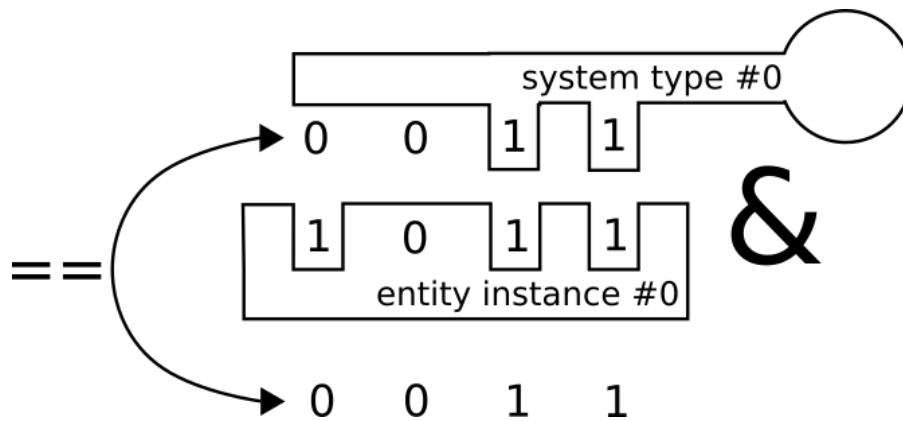 system type #0
0 0 1 1
&
1 0 1 1
==
entity instance #0
0 0 1 1